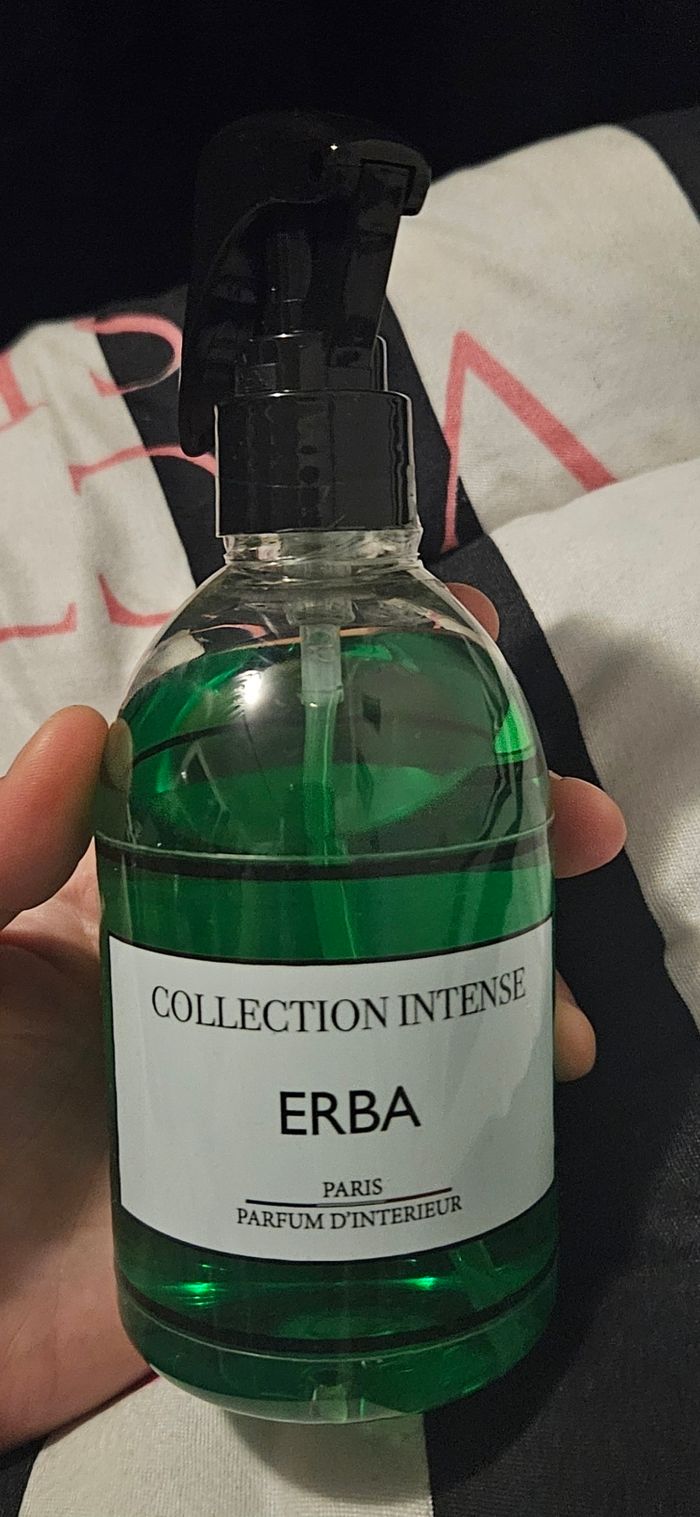 COLLECTION INTENSE
ERBA
PARIS
PARFUM D'INTERIEUR